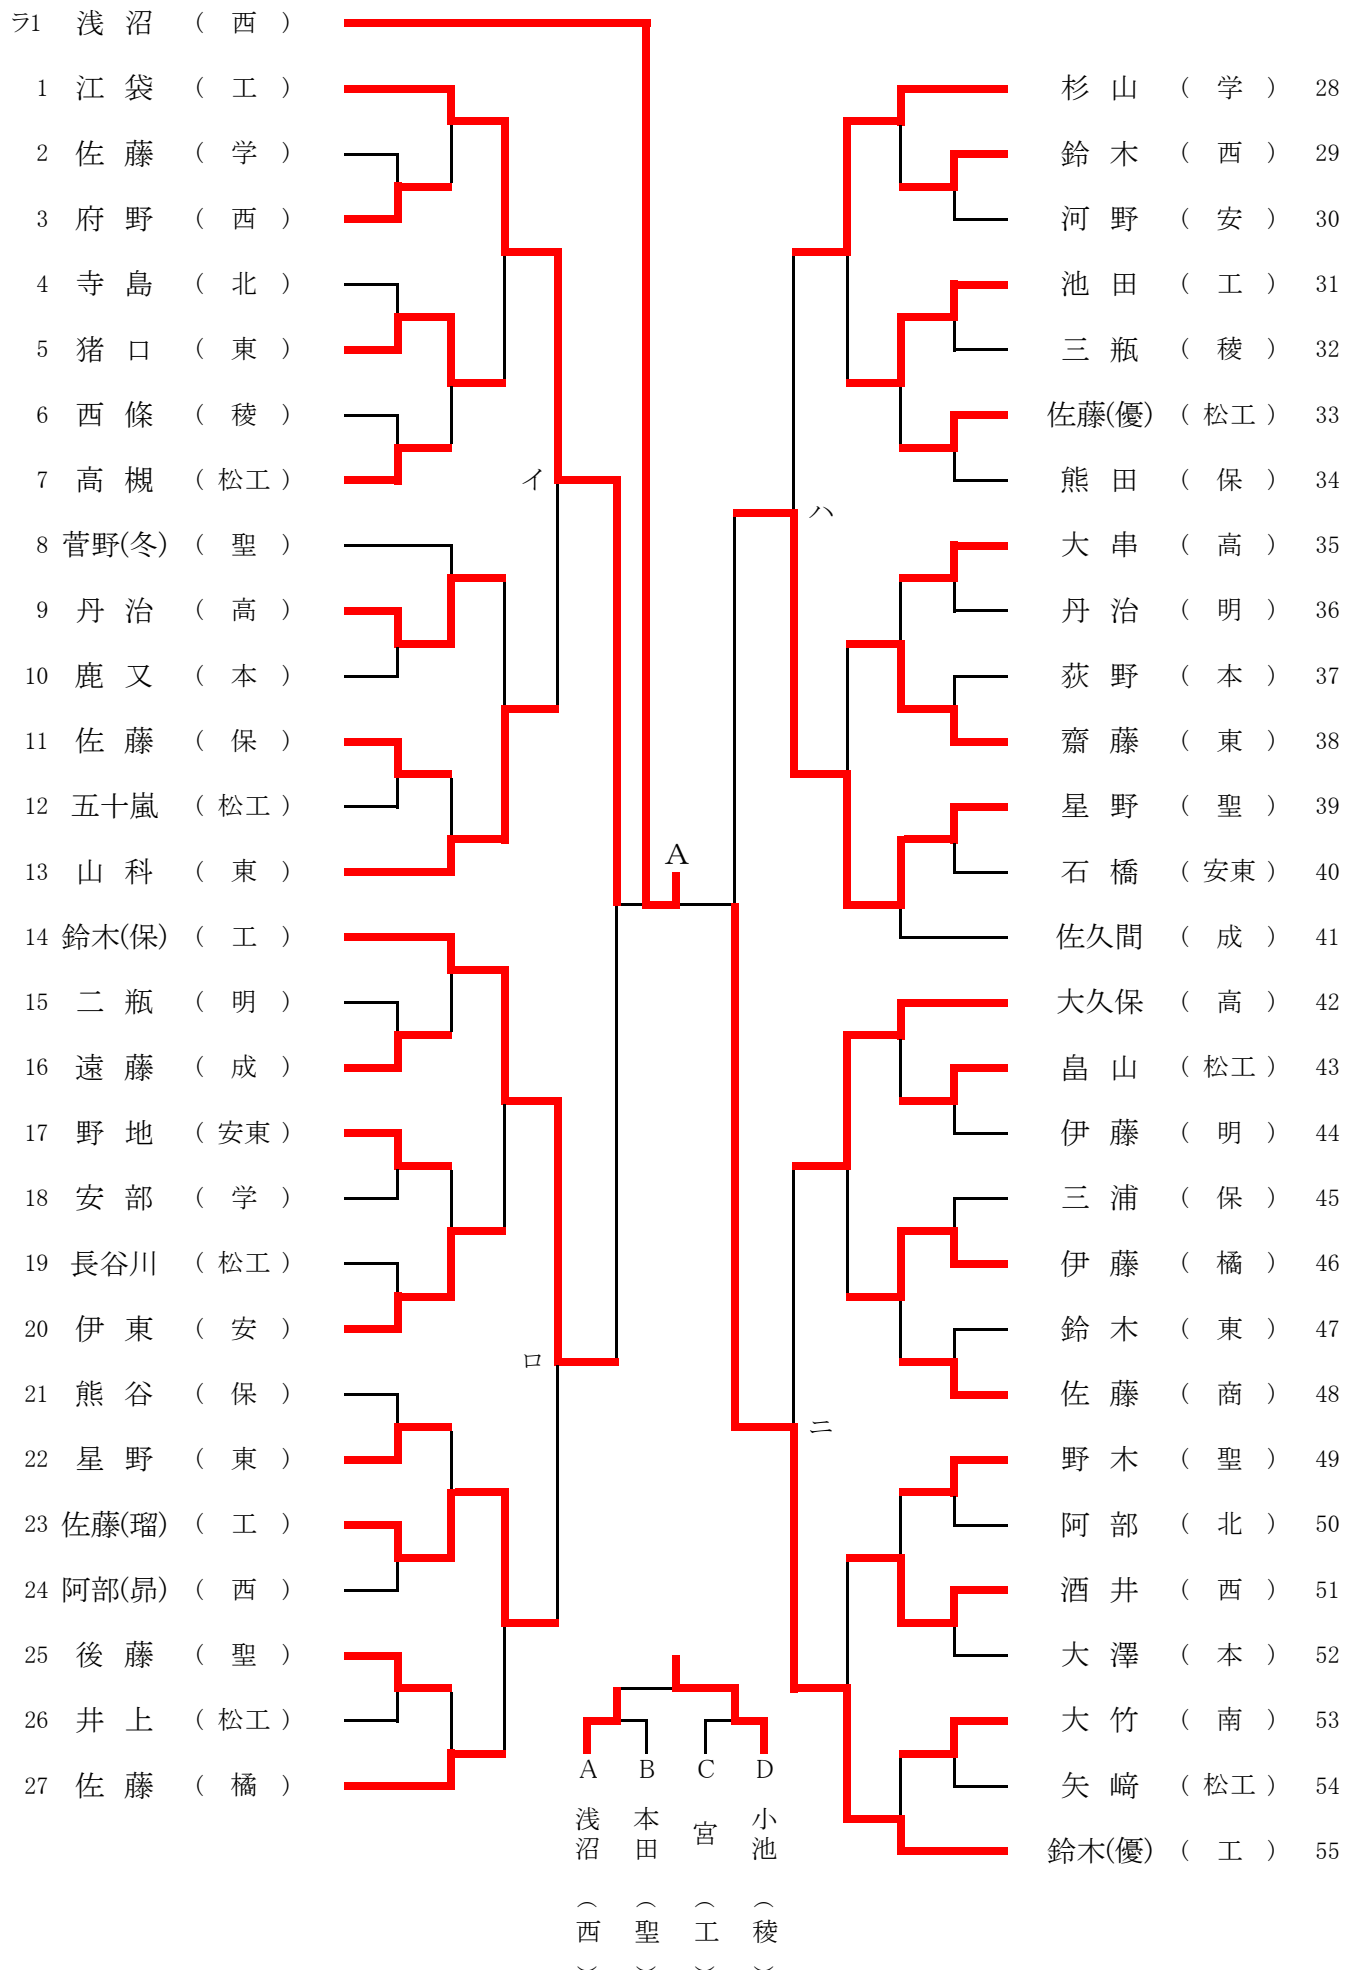 ラ1 浅沼 （ 西 ）
1 江袋 （ 工 ）
2 佐藤 （ 学 ）
3 府野 （ 西 ）
4 寺島 （ 北 ）
5 猪口 （ 東 ）
6 西條 （ 稜 ）
7 高槻 （ 松工 ）
8 菅野(冬) （ 聖 ）
9 丹治 （ 高 ）
10 鹿又 （ 本 ）
11 佐藤 （ 保 ）
12 五十嵐 （ 松工 ）
13 山科 （ 東 ）
14 鈴木(保) （ 工 ）
15 二瓶 （ 明 ）
16 遠藤 （ 成 ）
17 野地 （ 安東 ）
18 安部 （ 学 ）
19 長谷川 （ 松工 ）
20 伊東 （ 安 ）
21 熊谷 （ 保 ）
22 星野 （ 東 ）
23 佐藤(瑠) （ 工 ）
24 阿部(昴) （ 西 ）
25 後藤 （ 聖 ）
26 井上 （ 松工 ）
27 佐藤 （ 橘 ）
イ
ロ
A
ハ
ニ
杉山 （ 学 ） 28
鈴木 （ 西 ） 29
河野 （ 安 ） 30
池田 （ 工 ） 31
三瓶 （ 稜 ） 32
佐藤(優) （ 松工 ） 33
熊田 （ 保 ） 34
大串 （ 高 ） 35
丹治 （ 明 ） 36
荻野 （ 本 ） 37
齋藤 （ 東 ） 38
星野 （ 聖 ） 39
石橋 （ 安東 ） 40
佐久間 （ 成 ） 41
大久保 （ 高 ） 42
畠山 （ 松工 ） 43
伊藤 （ 明 ） 44
三浦 （ 保 ） 45
伊藤 （ 橘 ） 46
鈴木 （ 東 ） 47
佐藤 （ 商 ） 48
野木 （ 聖 ） 49
阿部 （ 北 ） 50
酒井 （ 西 ） 51
大澤 （ 本 ） 52
大竹 （ 南 ） 53
矢﨑 （ 松工 ） 54
鈴木(優) （ 工 ） 55
A 浅沼 （西）
B 本田 （聖）
C 宮 （工）
D 小池 （稜）